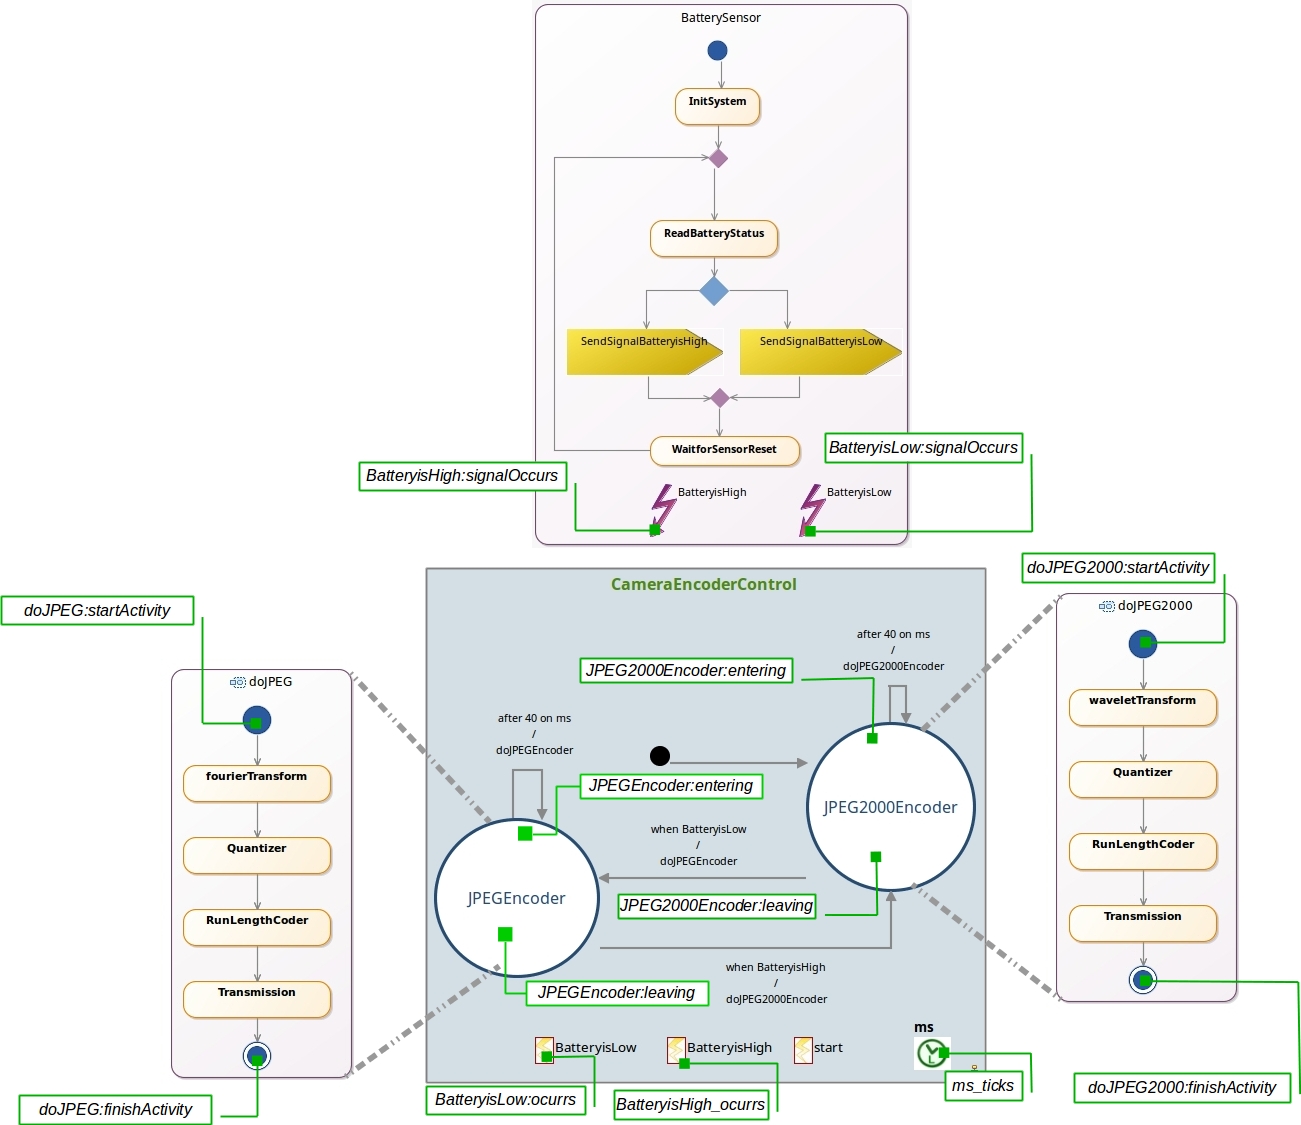 BatterySensor
InitSystem
ReadBatteryStatus
SendSignalBatteryisHigh
SendSignalBatteryisLow
WaitforSensorReset
BatteryisHigh:signalOccurs
BatteryisLow:signalOccurs
BatteryisHigh
BatteryisLow
doJPEG:startActivity
doJPEG
fourierTransform
Quantizer
RunLengthCoder
Transmission
doJPEG:finishActivity
CameraEncoderControl
after 40 on ms
/
doJPEG2000Encoder
JPEG2000Encoder:entering
after 40 on ms
/
doJPEGEncoder
JPEGEncoder:entering
JPEG2000Encoder
when BatteryisLow
/
doJPEGEncoder
JPEGEncoder
JPEG2000Encoder:leaving
when BatteryisHigh
/
doJPEG2000Encoder
JPEGEncoder:leaving
BatteryisLow
BatteryisHigh
start
ms
BatteryisLow:ocurrs
BatteryisHigh_ocurrs
ms_ticks
doJPEG2000:startActivity
doJPEG2000
waveletTransform
Quantizer
RunLengthCoder
Transmission
doJPEG2000:finishActivity